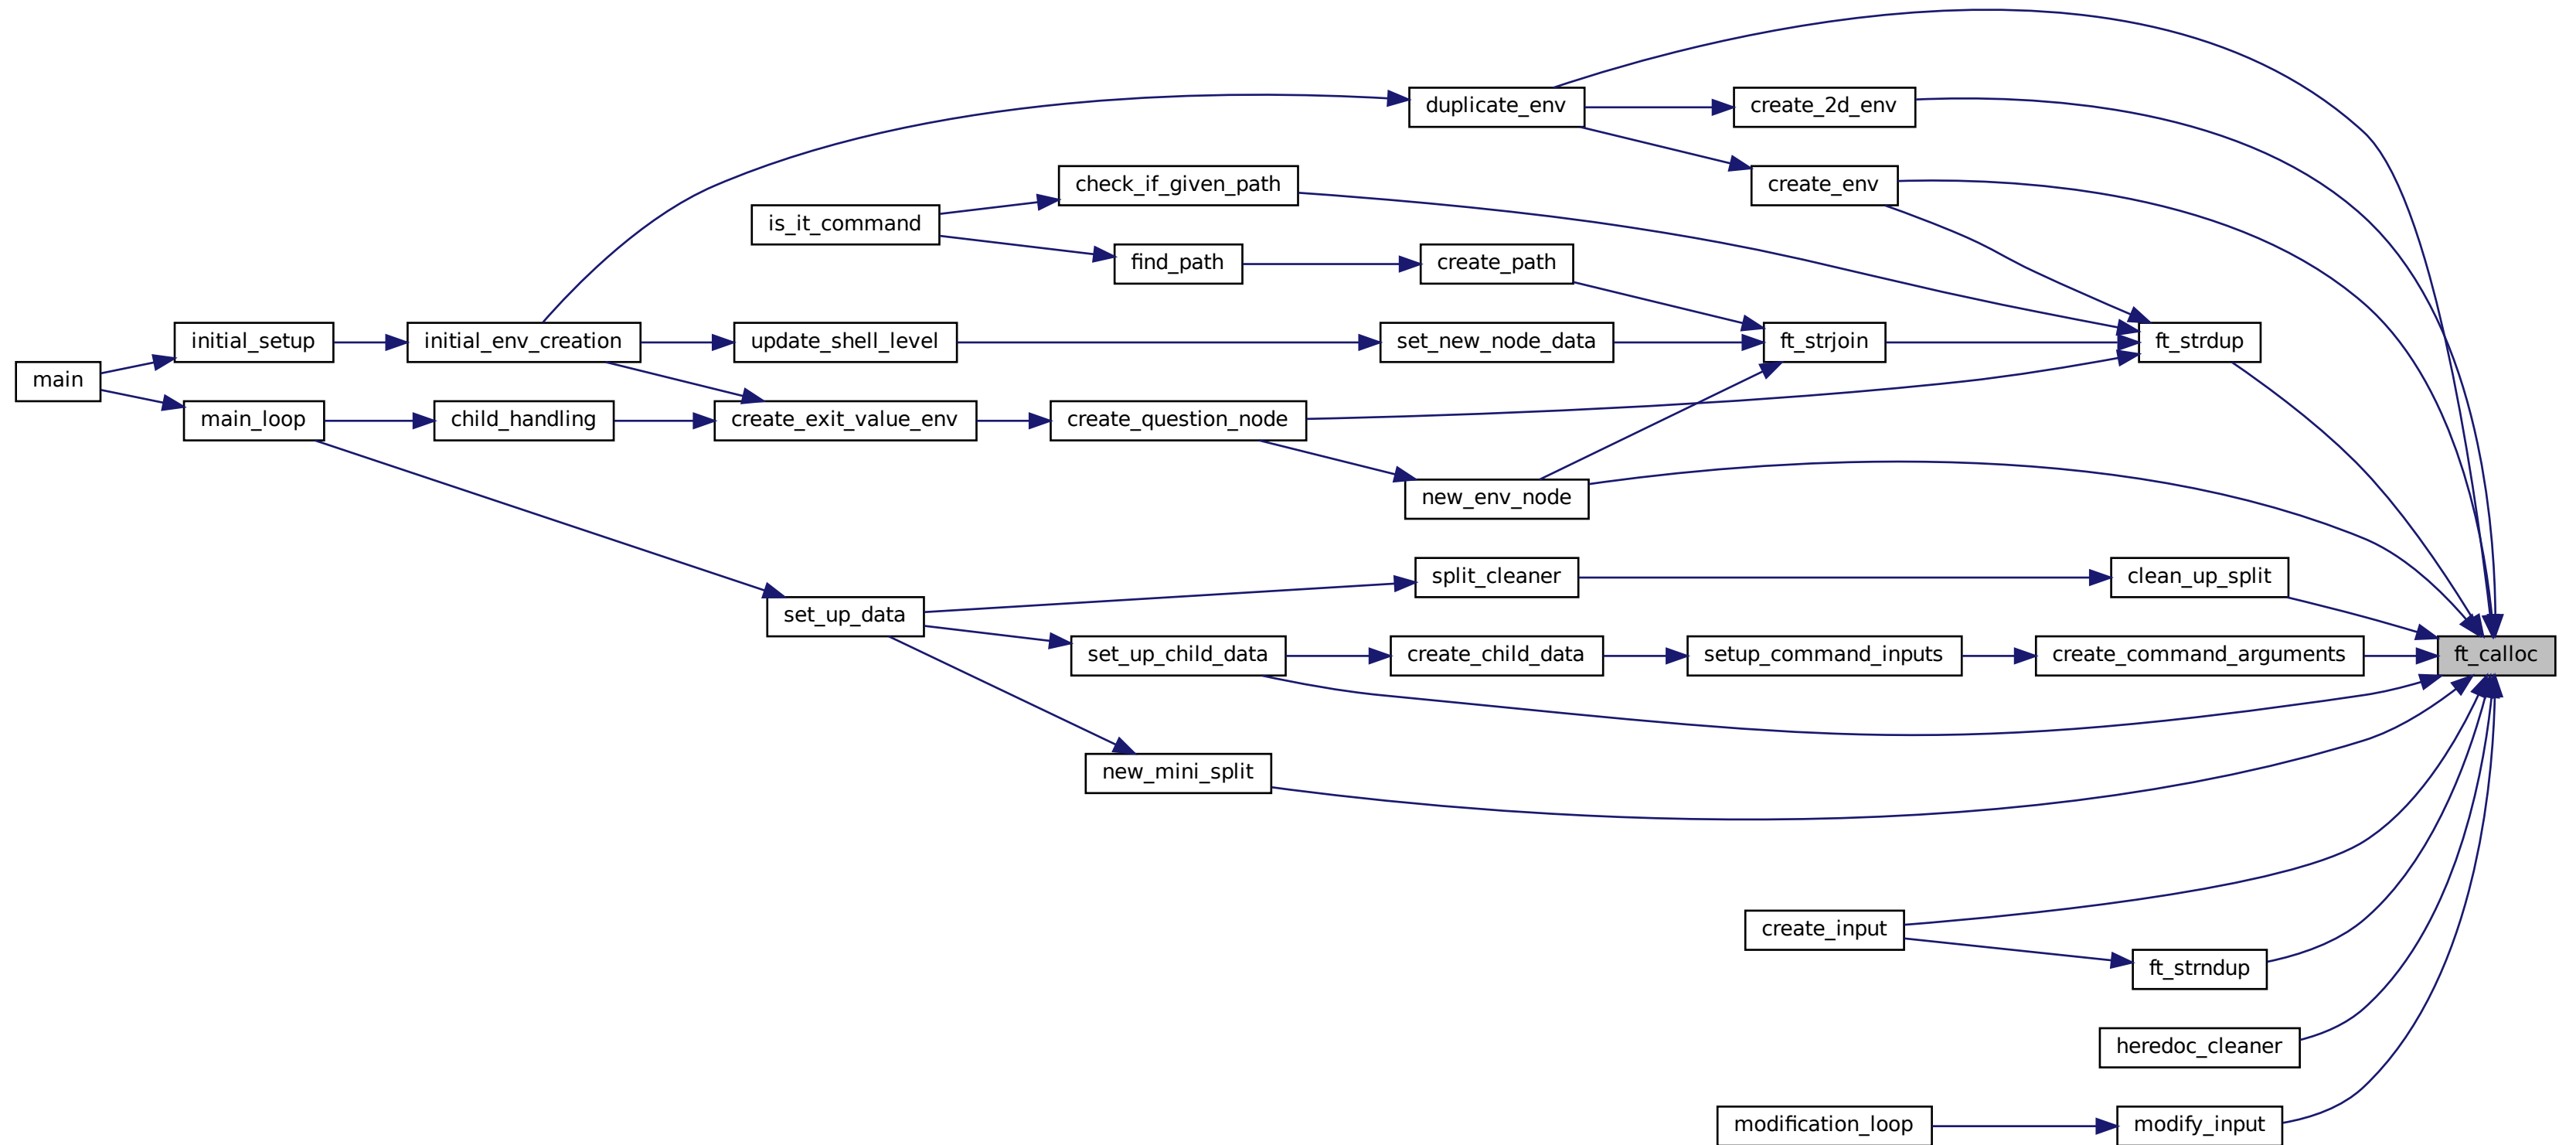 duplicate_env
create_2d_env
check_if_given_path
create_env
is_it_command
find_path
create_path
initial_setup
initial_env_creation
update_shell_level
set_new_node_data
ft_strjoin
ft_strdup
main
main_loop
child_handling
create_exit_value_env
create_question_node
new_env_node
split_cleaner
clean_up_split
set_up_data
set_up_child_data
create_child_data
setup_command_inputs
create_command_arguments
ft_calloc
new_mini_split
create_input
ft_strndup
heredoc_cleaner
modification_loop
modify_input